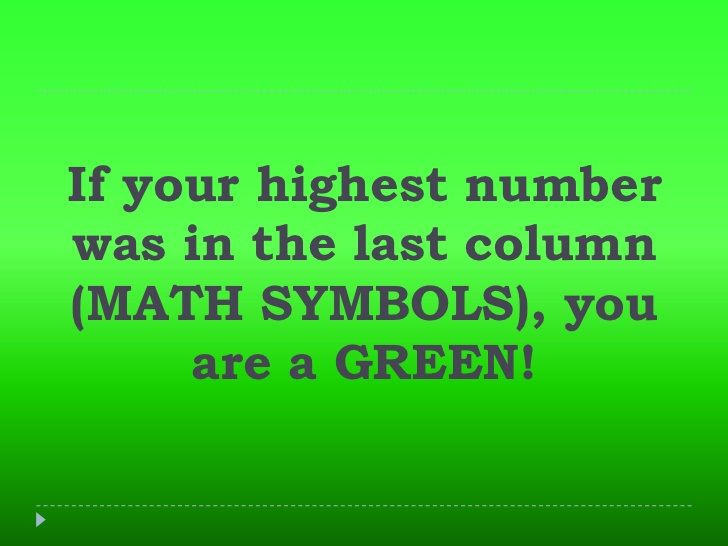 If your highest number
was in the last column
(MATH SYMBOLS), you
are a GREEN!